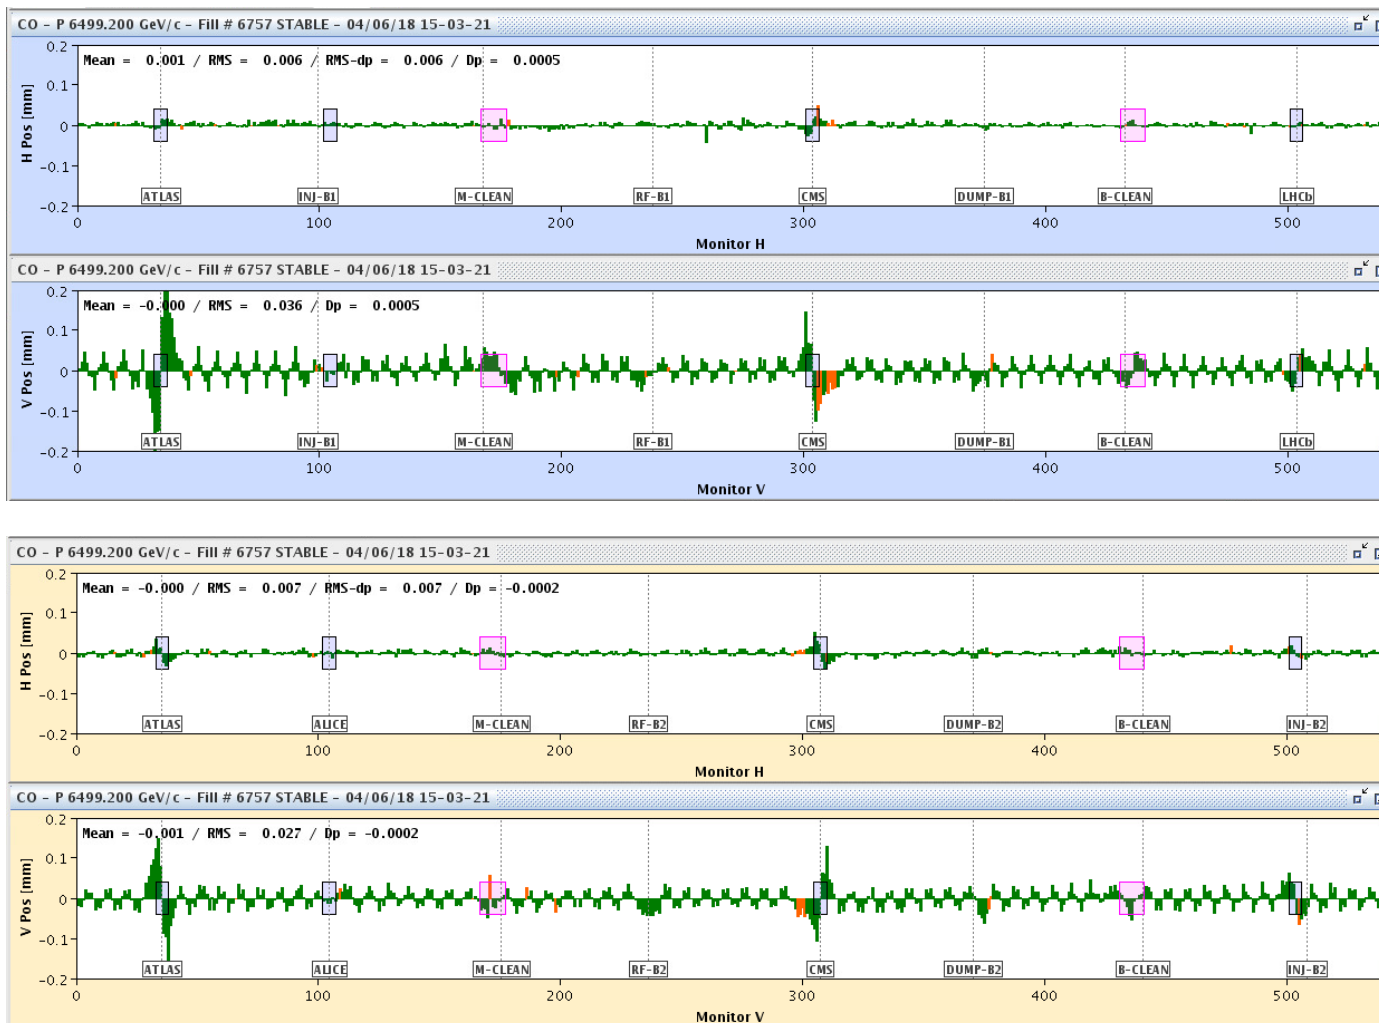 CO - P 6499.200 GeV/c - Fill # 6757 STABLE - 04/06/18 15-03-21
Mean = 0.001 / RMS = 0.006 / RMS-dp = 0.006 / Dp = 0.0005
H Pos [mm]
0.2
0.1
0
-0.1
-0.2
ATLAS INJ-B1 M-CLEAN RF-B1 CMS DUMP-B1 B-CLEAN LHCb
0 100 200 300 400 500
Monitor H
CO - P 6499.200 GeV/c - Fill # 6757 STABLE - 04/06/18 15-03-21
Mean = -0.000 / RMS = 0.036 / Dp = 0.0005
V Pos [mm]
0.2
0.1
0
-0.1
-0.2
ATLAS INJ-B1 M-CLEAN RF-B1 CMS DUMP-B1 B-CLEAN LHCb
0 100 200 300 400 500
Monitor V
CO - P 6499.200 GeV/c - Fill # 6757 STABLE - 04/06/18 15-03-21
Mean = -0.000 / RMS = 0.007 / RMS-dp = 0.007 / Dp = -0.0002
H Pos [mm]
0.2
0.1
0
-0.1
-0.2
ATLAS ALICE M-CLEAN RF-B2 CMS DUMP-B2 B-CLEAN INJ-B2
0 100 200 300 400 500
Monitor H
CO - P 6499.200 GeV/c - Fill # 6757 STABLE - 04/06/18 15-03-21
Mean = -0.001 / RMS = 0.027 / Dp = -0.0002
V Pos [mm]
0.2
0.1
0
-0.1
-0.2
ATLAS ALICE M-CLEAN RF-B2 CMS DUMP-B2 B-CLEAN INJ-B2
0 100 200 300 400 500
Monitor V